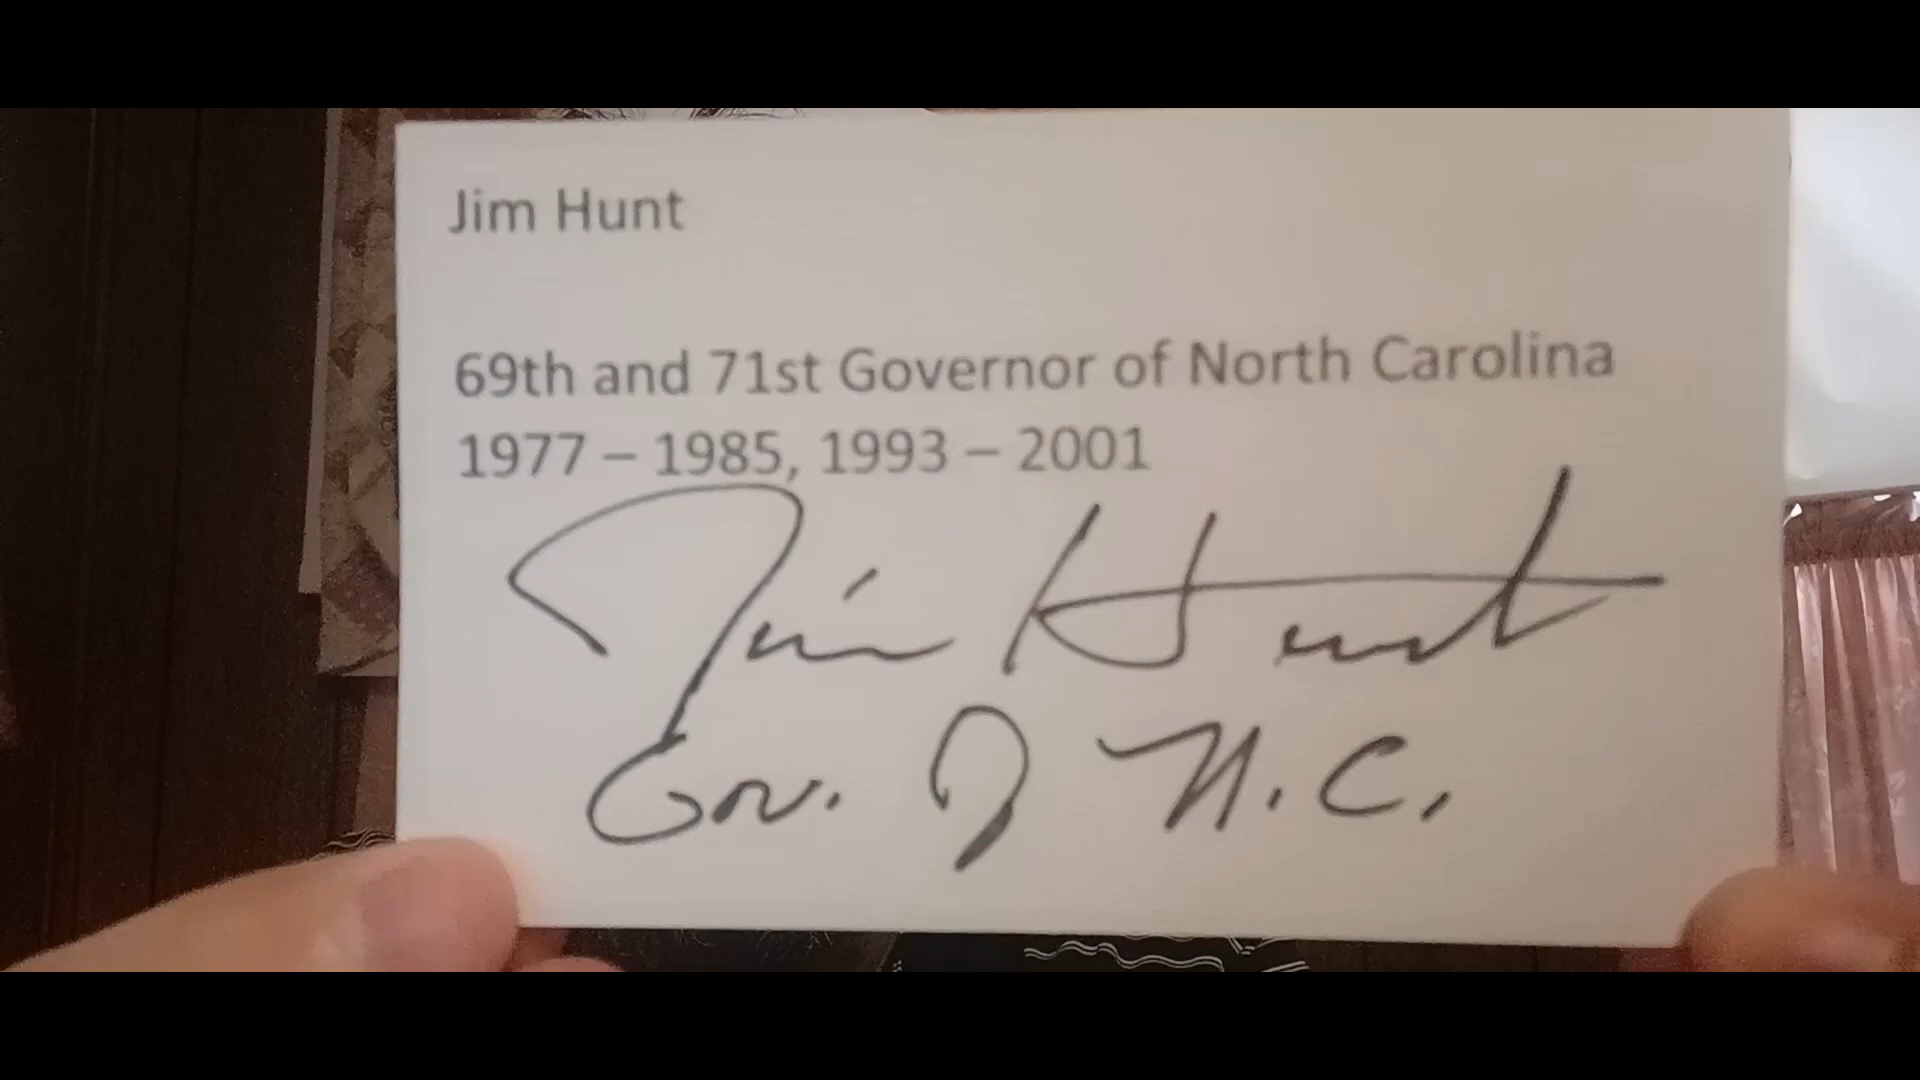 Jim Hunt
69th and 71st Governor of North Carolina
1977 – 1985, 1993 – 2001
Jim Hunt
Gov. of N.C.